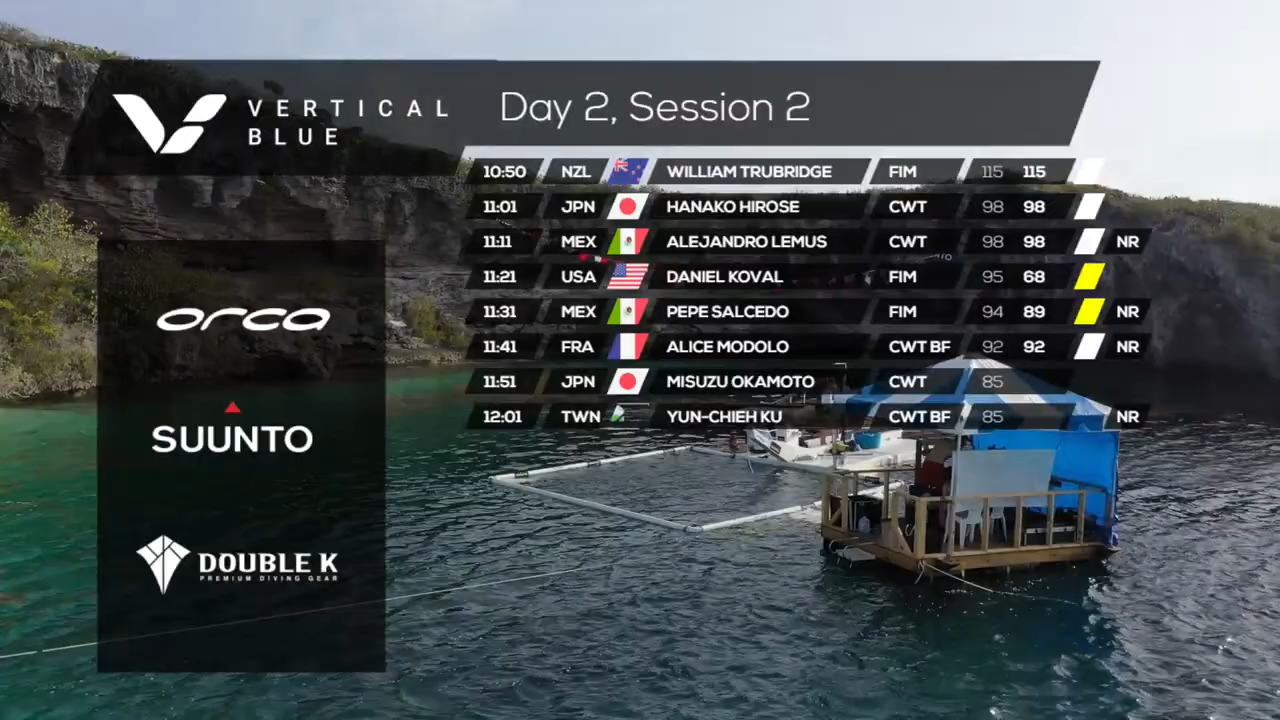 VERTICAL
BLUE
Day 2, Session 2
10:50 NZL WILLIAM TRUBRIDGE FIM 115 115
11:01 JPN HANAKO HIROSE CWT 98 98
11:11 MEX ALEJANDRO LEMUS CWT 98 98 NR
11:21 USA DANIEL KOVAL FIM 95 68
11:31 MEX PEPE SALCEDO FIM 94 89 NR
11:41 FRA ALICE MODOLO CWT BF 92 92 NR
11:51 JPN MISUZU OKAMOTO CWT 85
12:01 TWN YUN-CHIEH KU CWT BF 85 NR
orca
SUUNTO
DOUBLE K
PREMIUM DIVING GEAR